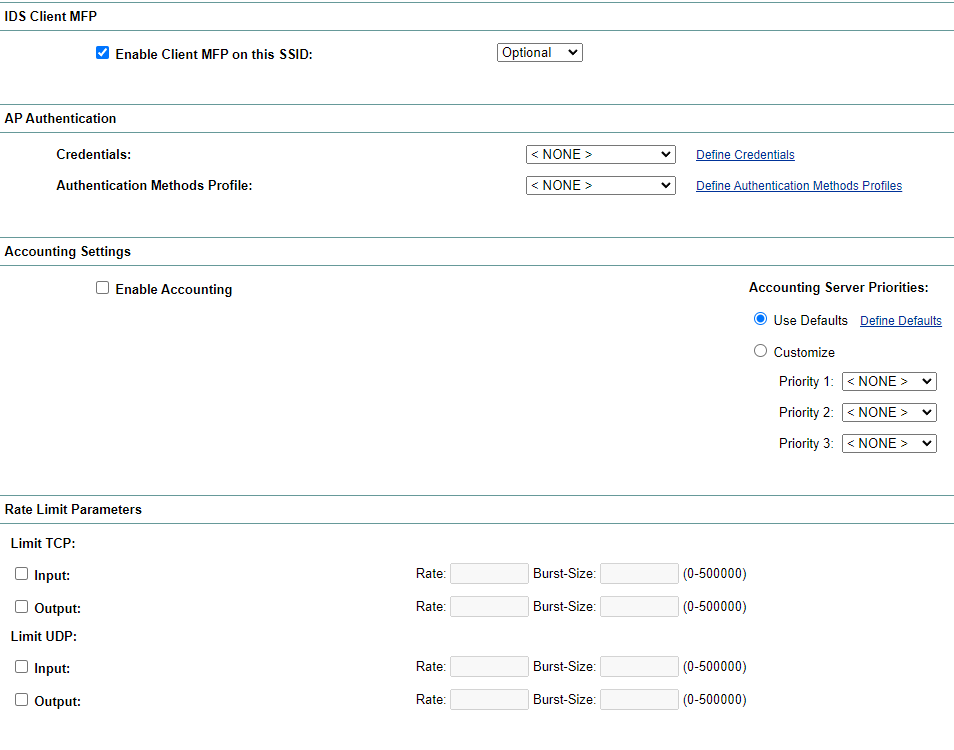 IDS Client MFP
Enable Client MFP on this SSID: Optional
AP Authentication
Credentials: < NONE > Define Credentials
Authentication Methods Profile: < NONE > Define Authentication Methods Profiles
Accounting Settings
Enable Accounting Accounting Server Priorities:
Use Defaults Define Defaults
Customize
Priority 1: < NONE >
Priority 2: < NONE >
Priority 3: < NONE >
Rate Limit Parameters
Limit TCP:
Input: Rate: Burst-Size: (0-500000)
Output: Rate: Burst-Size: (0-500000)
Limit UDP:
Input: Rate: Burst-Size: (0-500000)
Output: Rate: Burst-Size: (0-500000)